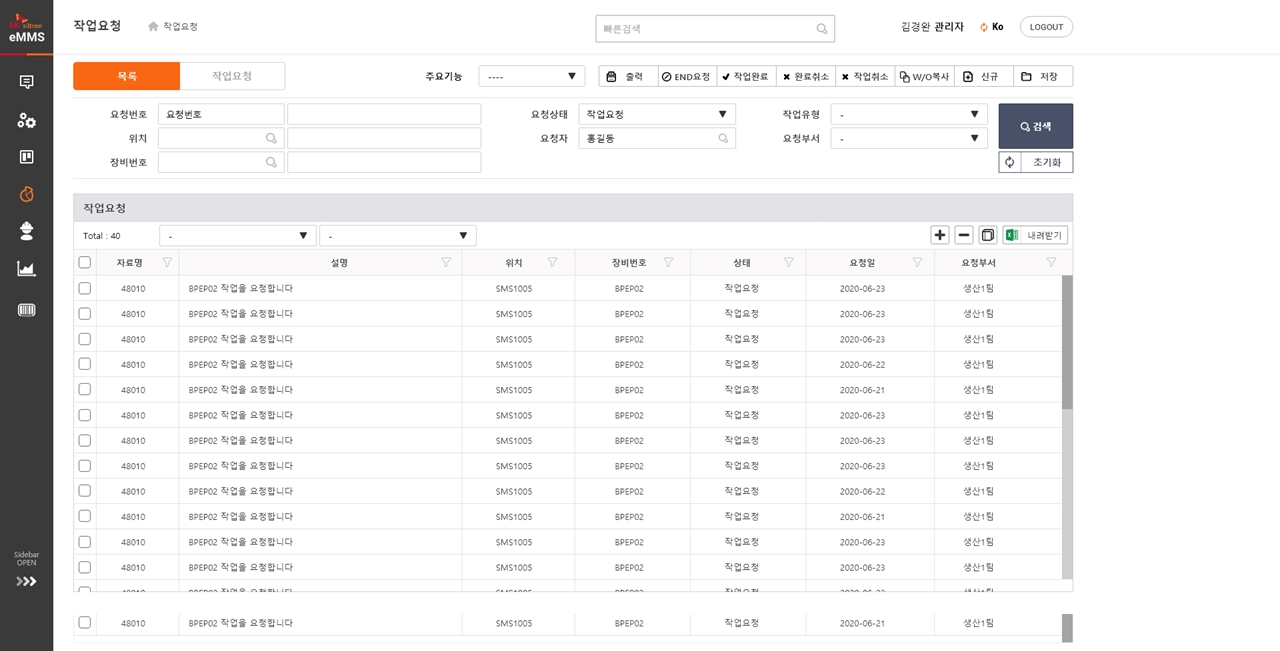 작업요청 작업요청 빠른검색 김경완 관리자 Ko LOGOUT
SK siltron
eMMS
목록 작업요청 주요기능 ---- 출력 END요청 작업완료 완료취소 작업취소 W/O복사 신규 저장
요청번호 요청번호 요청상태 작업요청 작업유형 - 검색
위치 요청자 홍길동 요청부서 -
장비번호 초기화
작업요청
Total : 40 - - 내려받기
자료명 설명 위치 장비번호 상태 요청일 요청부서
48010 BPEP02 작업을 요청합니다 SMS1005 BPEP02 작업요청 2020-06-23 생산1팀
48010 BPEP02 작업을 요청합니다 SMS1005 BPEP02 작업요청 2020-06-23 생산1팀
48010 BPEP02 작업을 요청합니다 SMS1005 BPEP02 작업요청 2020-06-23 생산1팀
48010 BPEP02 작업을 요청합니다 SMS1005 BPEP02 작업요청 2020-06-22 생산1팀
48010 BPEP02 작업을 요청합니다 SMS1005 BPEP02 작업요청 2020-06-21 생산1팀
48010 BPEP02 작업을 요청합니다 SMS1005 BPEP02 작업요청 2020-06-23 생산1팀
48010 BPEP02 작업을 요청합니다 SMS1005 BPEP02 작업요청 2020-06-23 생산1팀
48010 BPEP02 작업을 요청합니다 SMS1005 BPEP02 작업요청 2020-06-23 생산1팀
48010 BPEP02 작업을 요청합니다 SMS1005 BPEP02 작업요청 2020-06-22 생산1팀
48010 BPEP02 작업을 요청합니다 SMS1005 BPEP02 작업요청 2020-06-21 생산1팀
48010 BPEP02 작업을 요청합니다 SMS1005 BPEP02 작업요청 2020-06-23 생산1팀
48010 BPEP02 작업을 요청합니다 SMS1005 BPEP02 작업요청 2020-06-23 생산1팀
48010 BPEP02 작업을 요청합니다 SMS1005 BPEP02 작업요청 2020-06-21 생산1팀
Sidebar
OPEN